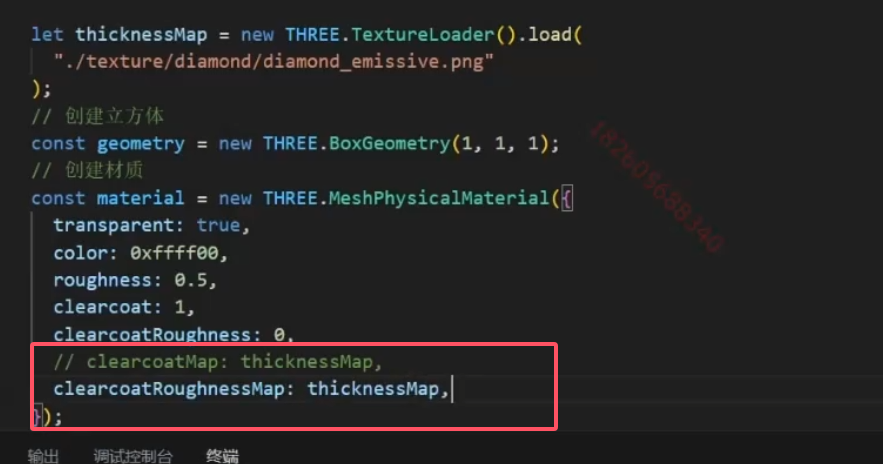 let thicknessMap = new THREE.TextureLoader().load(
"./texture/diamond/diamond_emissive.png"
);
// 创建立方体
const geometry = new THREE.BoxGeometry(1, 1, 1);
// 创建材质
const material = new THREE.MeshPhysicalMaterial({
transparent: true,
color: 0xffff00,
roughness: 0.5,
clearcoat: 1,
clearcoatRoughness: 0,
// clearcoatMap: thicknessMap,
clearcoatRoughnessMap: thicknessMap,
});
输出 调试控制台 终端